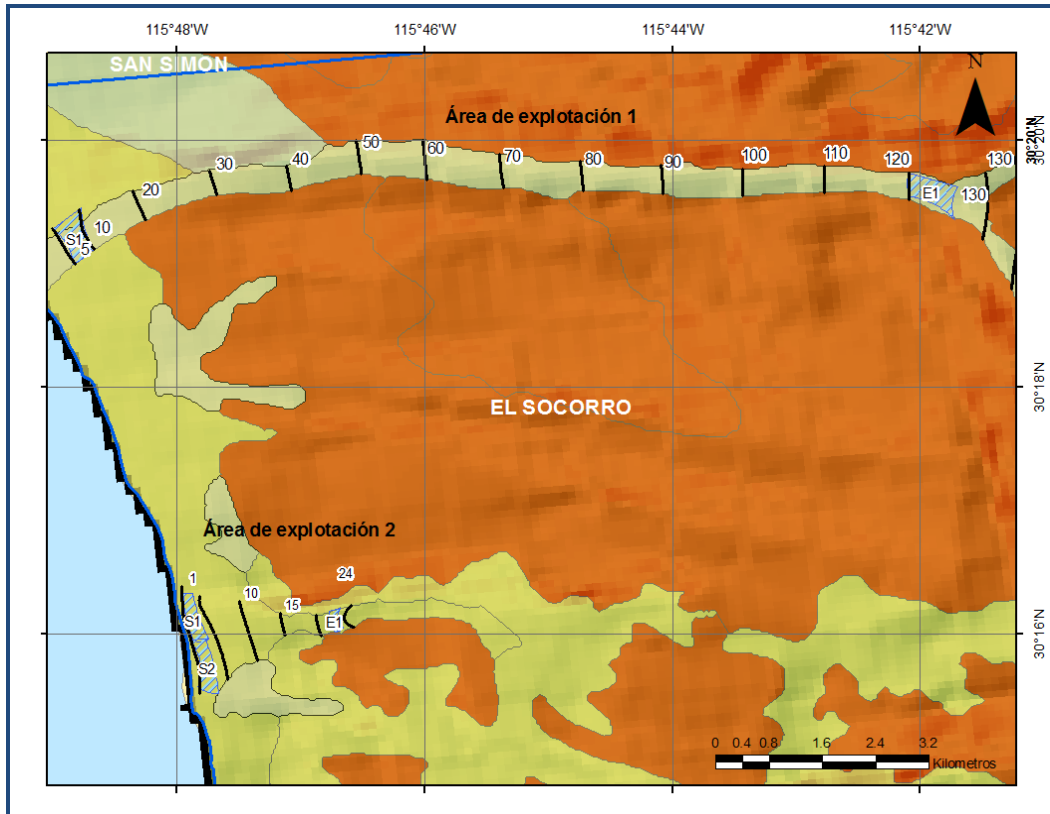 115°48'W 115°46'W 115°44'W 115°42'W
SAN SIMON
N
Área de explotación 1
30°20'N
50
60
40
70
30
80
90
100
110
120
130
20
E1
130
10
S1
5
30°18'N
EL SOCORRO
Área de explotación 2
1
24
10
15
S1
E1
30°16'N
S2
0 0.4 0.8 1.6 2.4 3.2
Kilometros